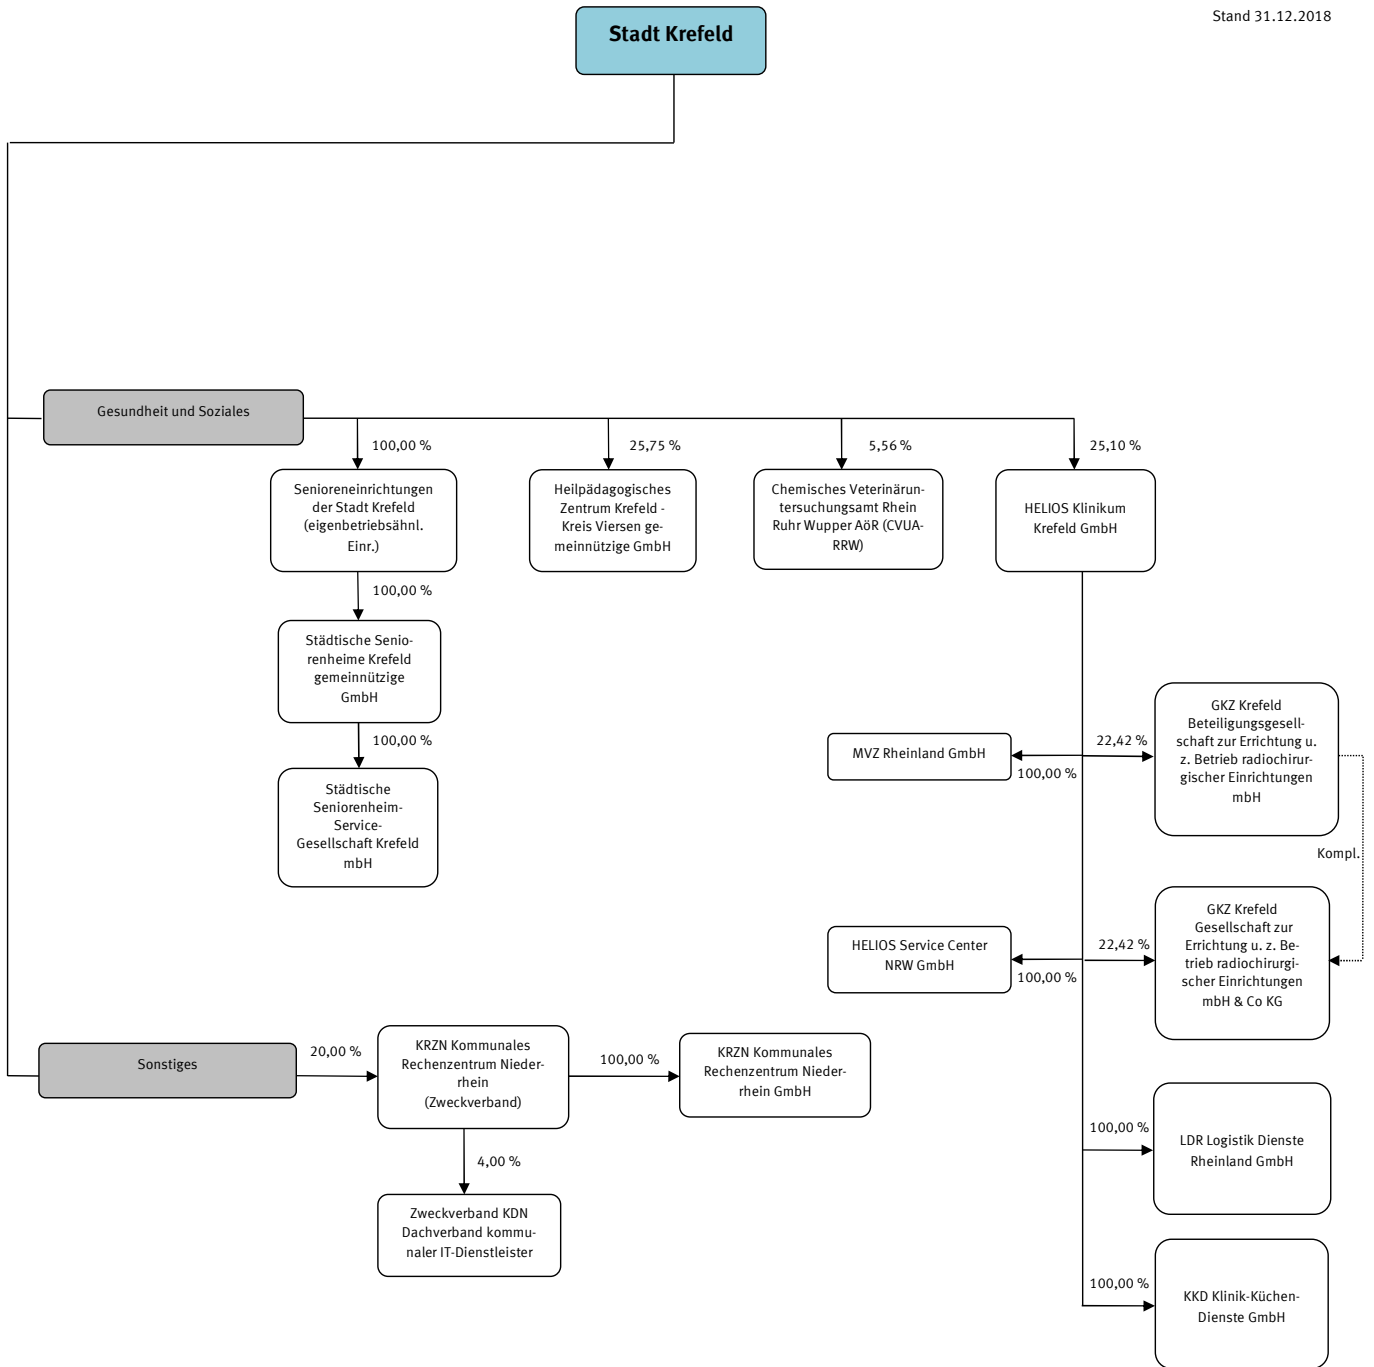 Stand 31.12.2018
Stadt Krefeld
Gesundheit und Soziales
100,00 %
25,75 %
5,56 %
25,10 %
Senioreneinrichtungen
der Stadt Krefeld
(eigenbetriebsähnl.
Einr.)
Heilpädagogisches
Zentrum Krefeld -
Kreis Viersen ge-
meinnützige GmbH
Chemisches Veterinärun-
tersuchungsamt Rhein
Ruhr Wupper AöR (CVUA-
RRW)
HELIOS Klinikum
Krefeld GmbH
100,00 %
Städtische Senio-
renheime Krefeld
gemeinnützige
GmbH
100,00 %
Städtische
Seniorenheim-
Service-
Gesellschaft Krefeld
mbH
MVZ Rheinland GmbH
100,00 %
22,42 %
GKZ Krefeld
Beteiligungsgesell-
schaft zur Errichtung u.
z. Betrieb radiochirur-
gischer Einrichtungen
mbH
Kompl.
HELIOS Service Center
NRW GmbH
100,00 %
22,42 %
GKZ Krefeld
Gesellschaft zur
Errichtung u. z. Be-
trieb radiochirurgi-
scher Einrichtungen
mbH & Co KG
Sonstiges
20,00 %
KRZN Kommunales
Rechenzentrum Nieder-
rhein
(Zweckverband)
100,00 %
KRZN Kommunales
Rechenzentrum Nieder-
rhein GmbH
4,00 %
Zweckverband KDN
Dachverband kommu-
naler IT-Dienstleister
100,00 %
LDR Logistik Dienste
Rheinland GmbH
100,00 %
KKD Klinik-Küchen-
Dienste GmbH